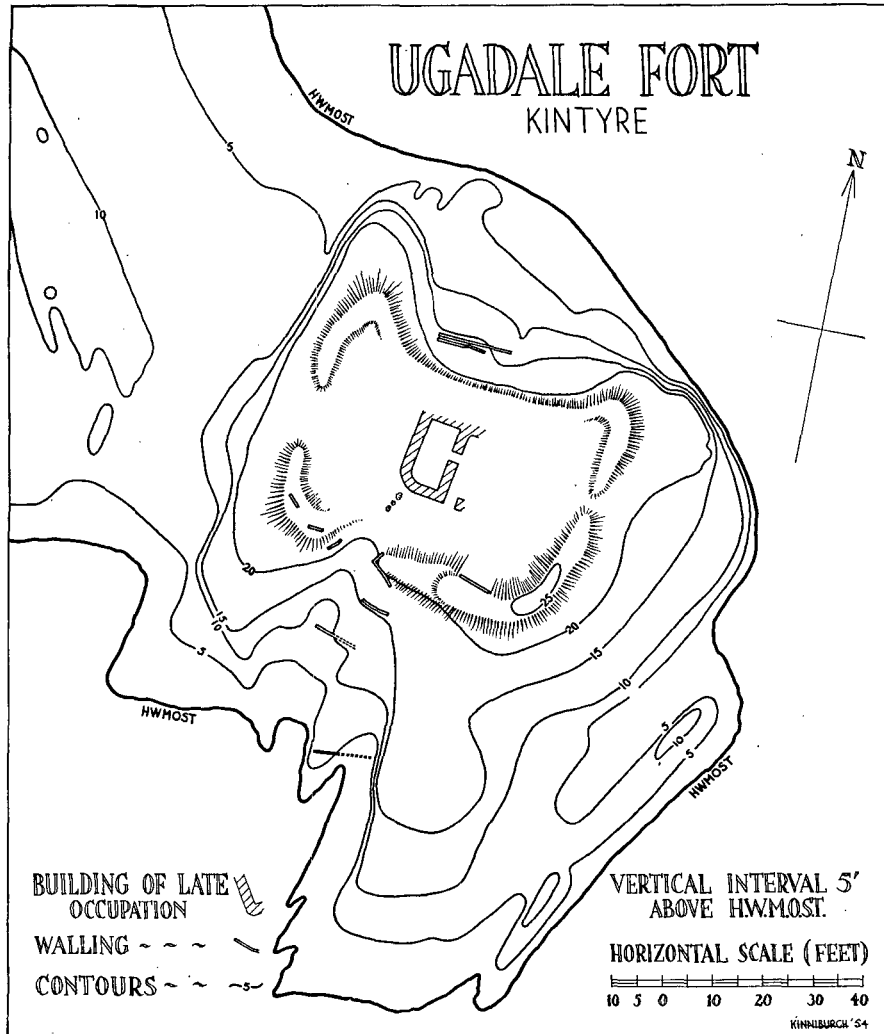 UGADALE FORT
KINTYRE
HWMOST
N
5
10
20
15
10
5
25
20
15
10
5
10
5
HWMOST
HWMOST
BUILDING OF LATE
OCCUPATION
WALLING
CONTOURS ~ ~ ~5~
VERTICAL INTERVAL 5'
ABOVE H.W.M.O.S.T.
HORIZONTAL SCALE (FEET)
10 5 0 10 20 30 40
KINNIBURGH '54